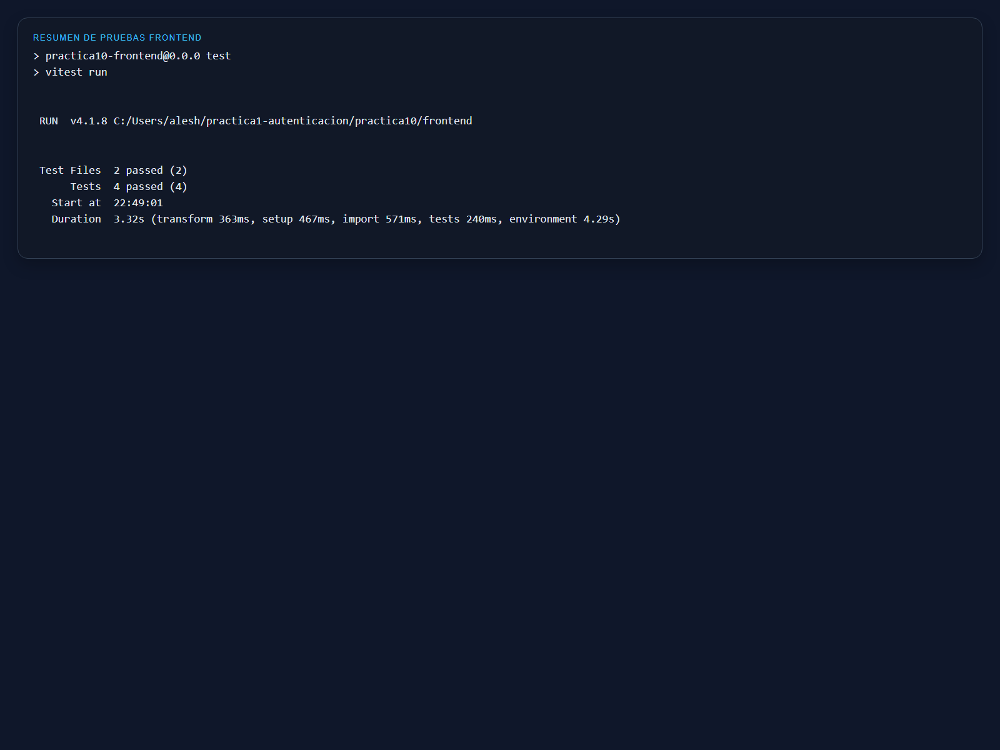 RESUMEN DE PRUEBAS FRONTEND
> practica10-frontend@0.0.0 test
> vitest run
RUN  v4.1.8 C:/Users/alesh/practica1-autenticacion/practica10/frontend
Test Files  2 passed (2)
Tests  4 passed (4)
Start at  22:49:01
Duration  3.32s (transform 363ms, setup 467ms, import 571ms, tests 240ms, environment 4.29s)